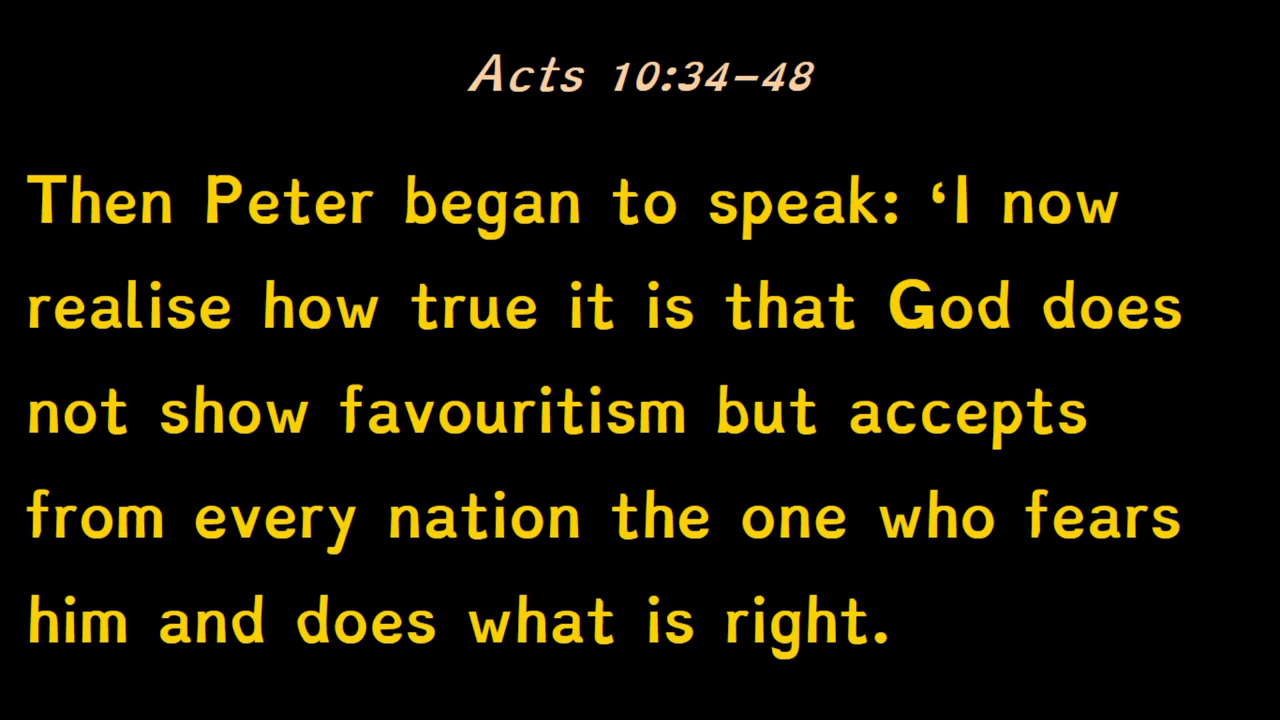 Acts 10:34–48
Then Peter began to speak: ‘I now
realise how true it is that God does
not show favouritism but accepts
from every nation the one who fears
him and does what is right.